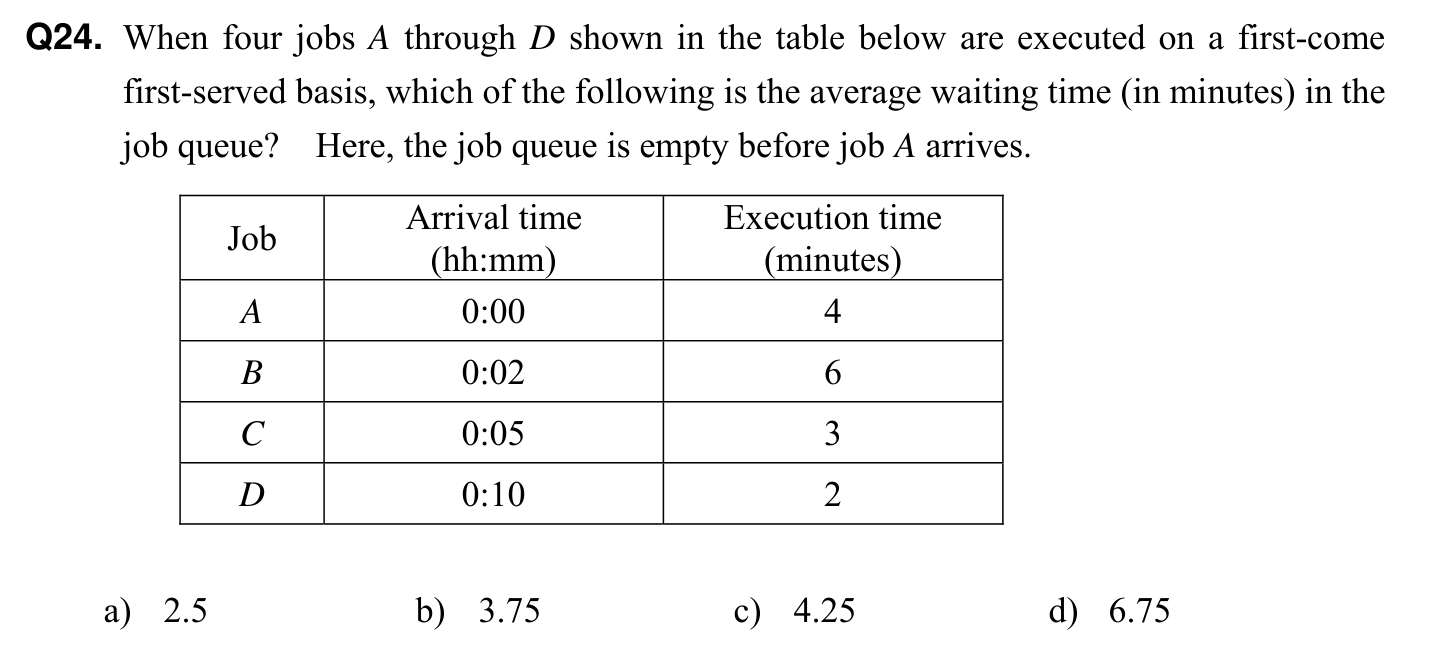 Q24. When four jobs A through D shown in the table below are executed on a first-come
first-served basis, which of the following is the average waiting time (in minutes) in the
job queue? Here, the job queue is empty before job A arrives.
Job Arrival time (hh:mm) Execution time (minutes)
A 0:00 4
B 0:02 6
C 0:05 3
D 0:10 2
a) 2.5 b) 3.75 c) 4.25 d) 6.75